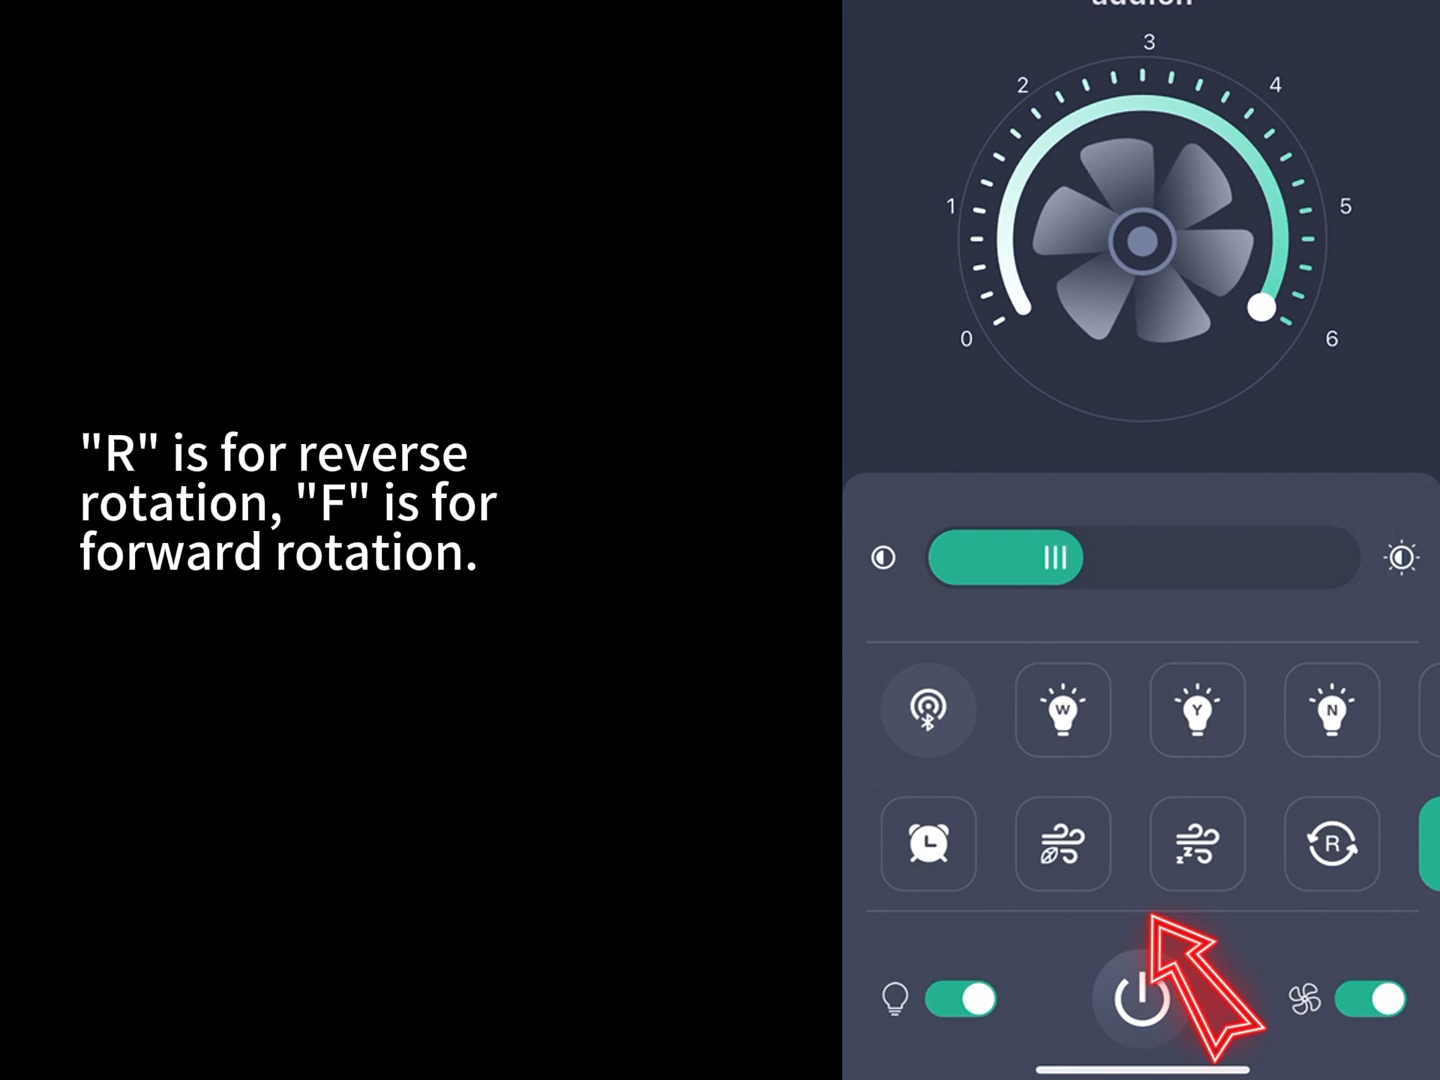 "R" is for reverse
rotation, "F" is for
forward rotation.
3
2
4
1
5
0
6
W
Y
N
R